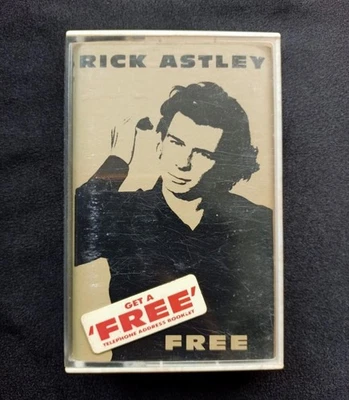 RICK ASTLEY
GET A
'FREE'
TELEPHONE ADDRESS BOOKLET
FREE